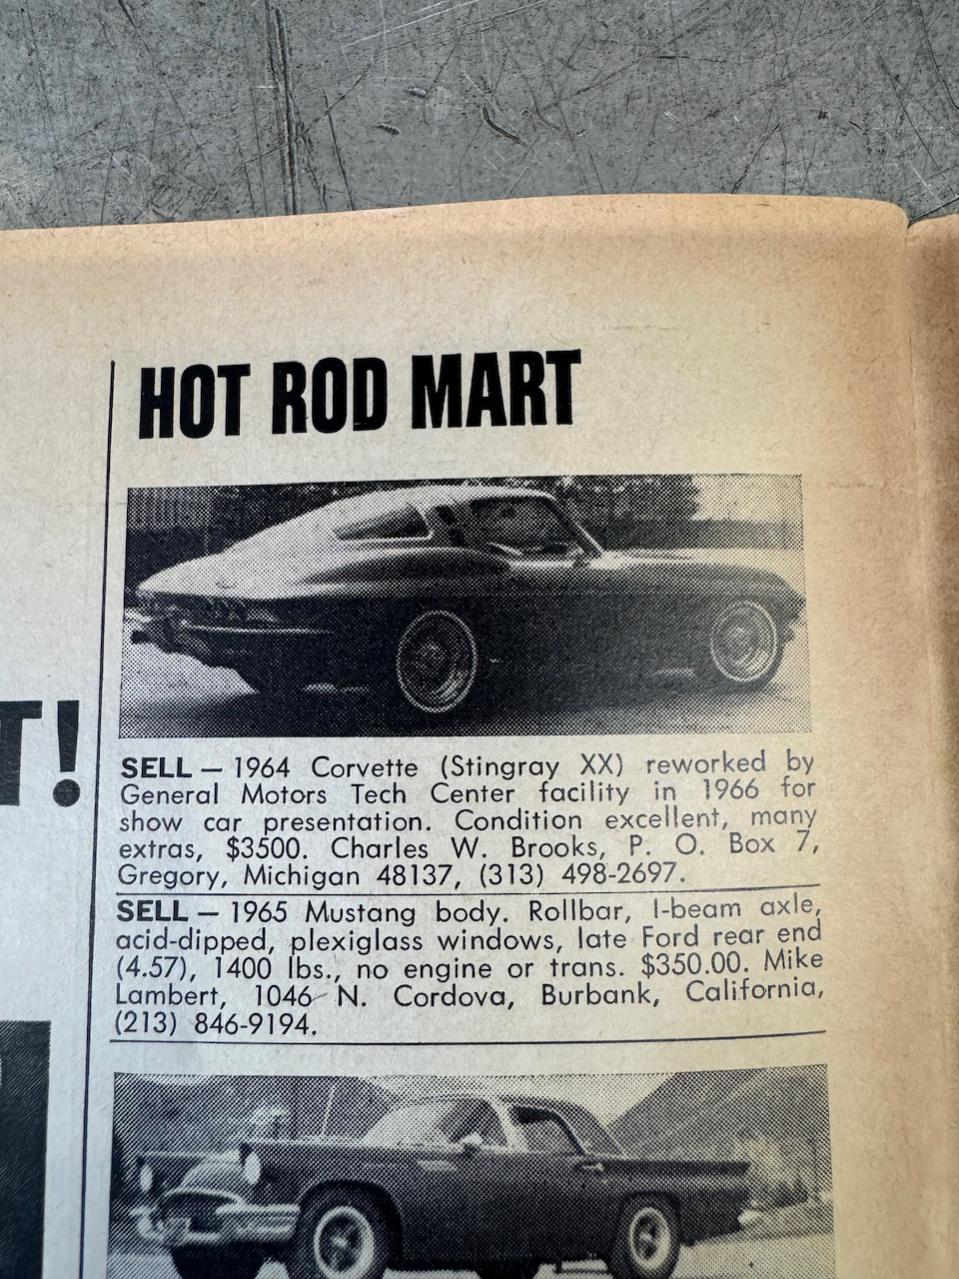 HOT ROD MART
SELL — 1964 Corvette (Stingray XX) reworked by
General Motors Tech Center facility in 1966 for
show car presentation. Condition excellent, many
extras, $3500. Charles W. Brooks, P. O. Box 7,
Gregory, Michigan 48137, (313) 498-2697.
SELL — 1965 Mustang body. Rollbar, I-beam axle,
acid-dipped, plexiglass windows, late Ford rear end
(4.57), 1400 lbs., no engine or trans. $350.00. Mike
Lambert, 1046 N. Cordova, Burbank, California,
(213) 846-9194.
T!